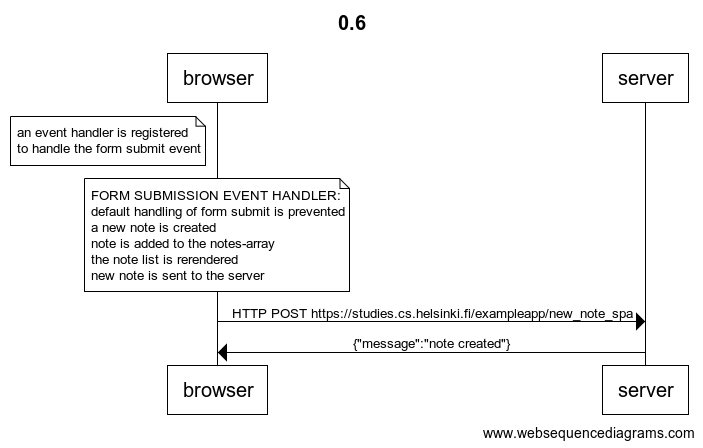 0.6
browser
server
an event handler is registered
to handle the form submit event
FORM SUBMISSION EVENT HANDLER:
default handling of form submit is prevented
a new note is created
note is added to the notes-array
the note list is rerendered
new note is sent to the server
HTTP POST https://studies.cs.helsinki.fi/exampleapp/new_note_spa
{"message":"note created"}
browser
server
www.websequencediagrams.com